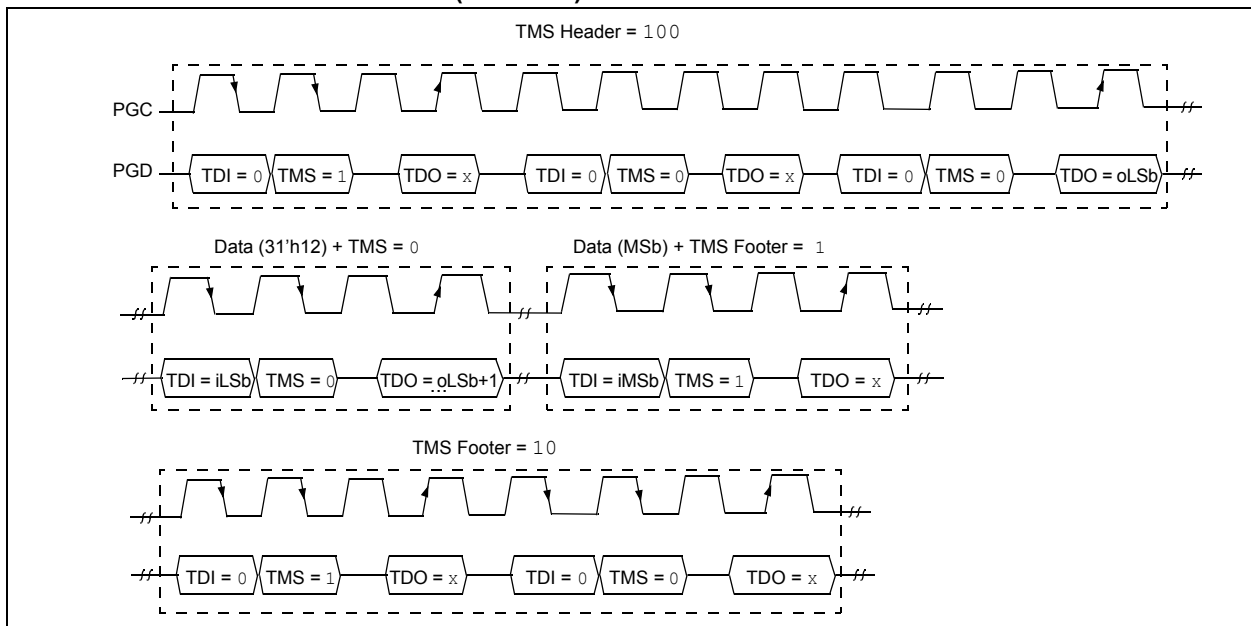 TMS Header = 100
PGC
PGD TDI = 0 TMS = 1 TDO = x TDI = 0 TMS = 0 TDO = x TDI = 0 TMS = 0 TDO = oLSb
Data (31'h12) + TMS = 0 Data (MSb) + TMS Footer = 1
TDI = iLSb TMS = 0 TDO = oLSb+1 TDI = iMSb TMS = 1 TDO = x
...
TMS Footer = 10
TDI = 0 TMS = 1 TDO = x TDI = 0 TMS = 0 TDO = x